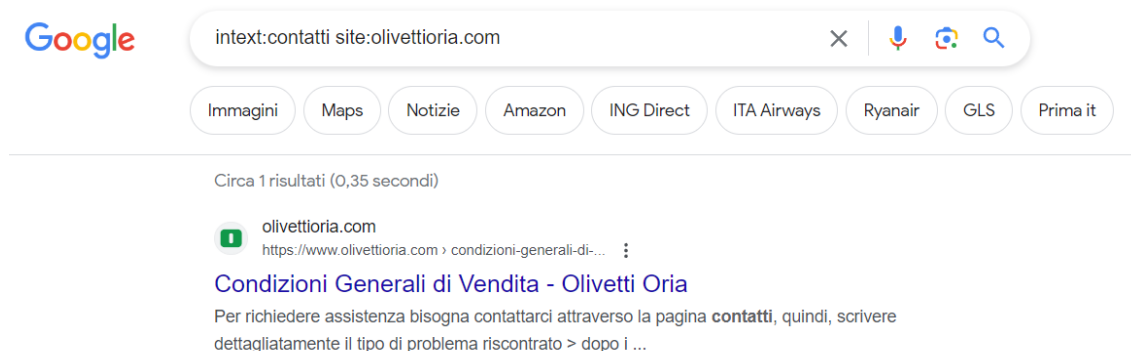 Google
intext:contatti site:olivettioria.com
Immagini
Maps
Notizie
Amazon
ING Direct
ITA Airways
Ryanair
GLS
Prima it
Circa 1 risultati (0,35 secondi)
olivettioria.com
https://www.olivettioria.com › condizioni-generali-di-...
Condizioni Generali di Vendita - Olivetti Oria
Per richiedere assistenza bisogna contattarci attraverso la pagina contatti, quindi, scrivere
dettagliatamente il tipo di problema riscontrato > dopo i ...